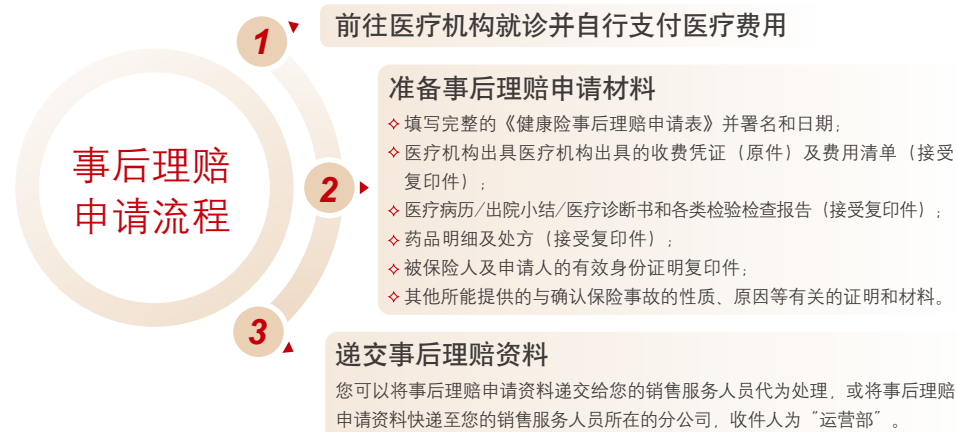 事后理赔
申请流程
1
前往医疗机构就诊并自行支付医疗费用
2
准备事后理赔申请材料
填写完整的《健康险事后理赔申请表》并署名和日期；
医疗机构出具医疗机构出具的收费凭证（原件）及费用清单（接受
复印件）；
医疗病历/出院小结/医疗诊断书和各类检验检查报告（接受复印件）；
药品明细及处方（接受复印件）；
被保险人及申请人的有效身份证明复印件；
其他所能提供的与确认保险事故的性质、原因等有关的证明和材料。
3
递交事后理赔资料
您可以将事后理赔申请资料递交给您的销售服务人员代为处理，或将事后理赔
申请资料快递至您的销售服务人员所在的分公司，收件人为“运营部”。